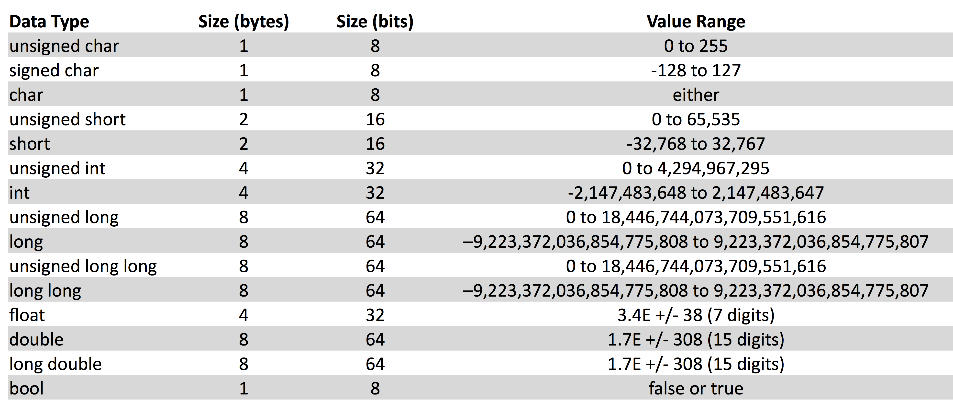 Data Type Size (bytes) Size (bits) Value Range
unsigned char 1 8 0 to 255
signed char 1 8 -128 to 127
char 1 8 either
unsigned short 2 16 0 to 65,535
short 2 16 -32,768 to 32,767
unsigned int 4 32 0 to 4,294,967,295
int 4 32 -2,147,483,648 to 2,147,483,647
unsigned long 8 64 0 to 18,446,744,073,709,551,616
long 8 64 –9,223,372,036,854,775,808 to 9,223,372,036,854,775,807
unsigned long long 8 64 0 to 18,446,744,073,709,551,616
long long 8 64 –9,223,372,036,854,775,808 to 9,223,372,036,854,775,807
float 4 32 3.4E +/- 38 (7 digits)
double 8 64 1.7E +/- 308 (15 digits)
long double 8 64 1.7E +/- 308 (15 digits)
bool 1 8 false or true